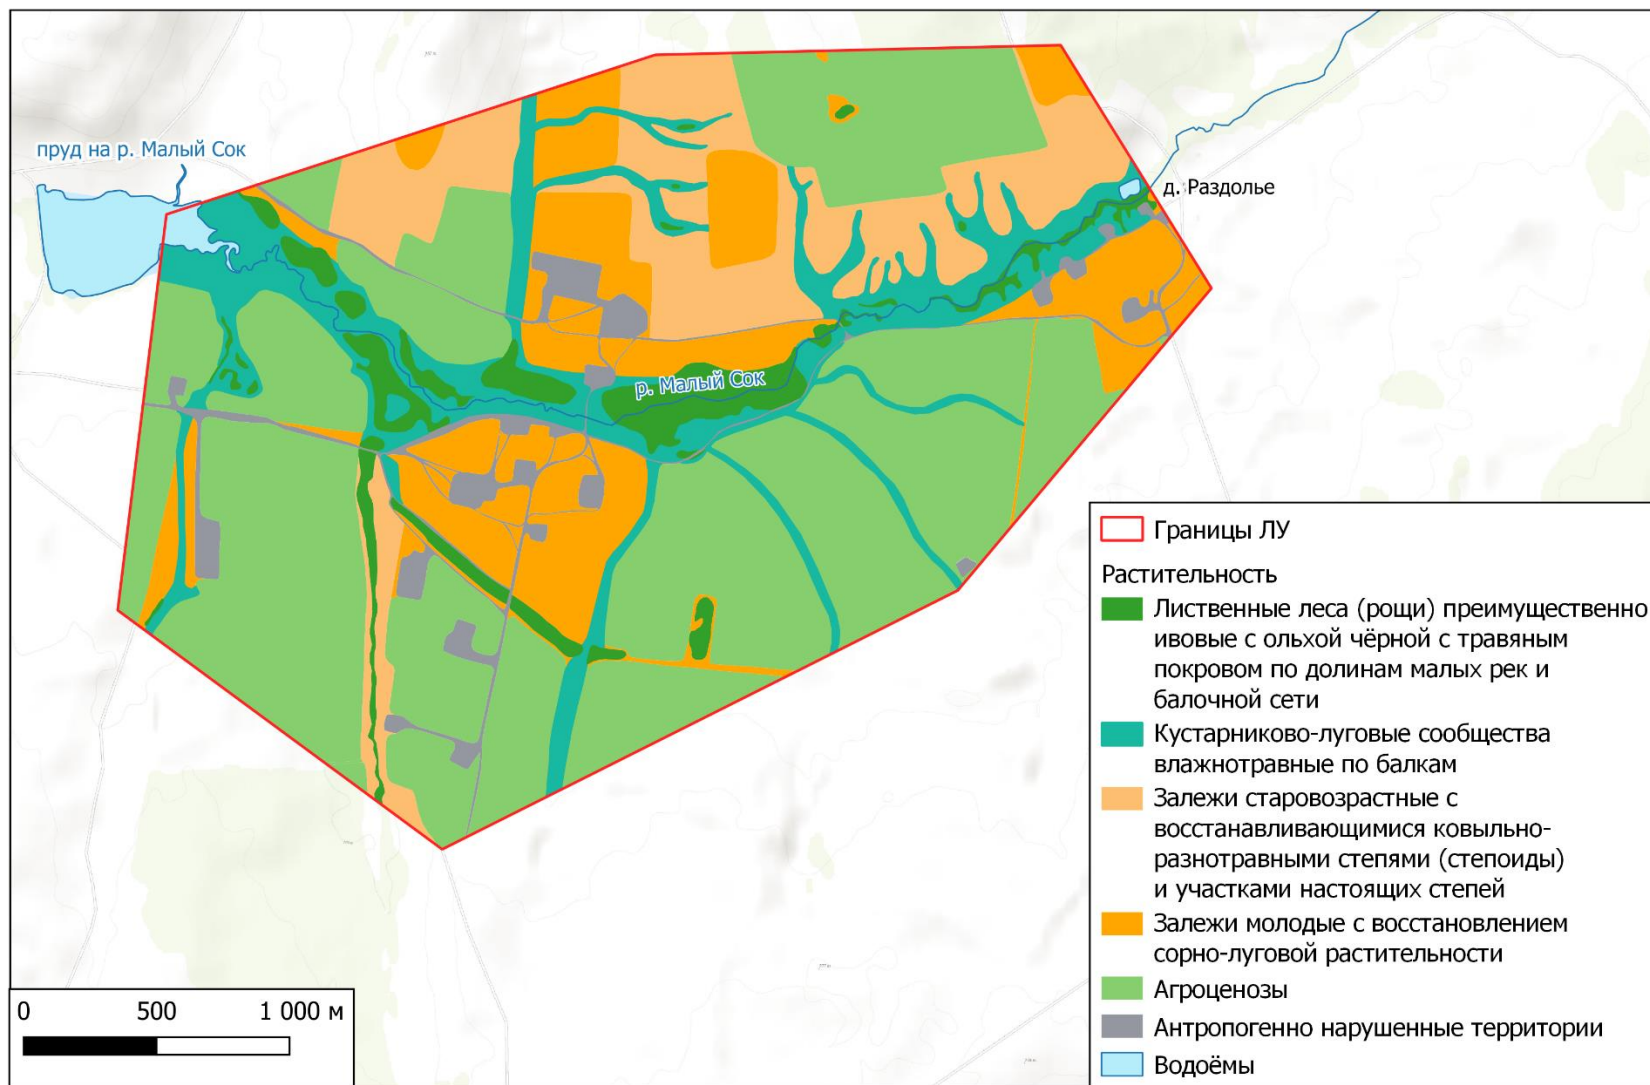 пруд на р. Малый Сок
д. Раздолье
р. Малый Сок
Границы ЛУ
Растительность
Лиственные леса (рощи) преимущественно
ивовые с ольхой чёрной с травяным
покровом по долинам малых рек и
балочной сети
Кустарниково-луговые сообщества
влажнотравные по балкам
Залежи старовозрастные с
восстанавливающимися ковыльно-
разнотравными степями (степоиды)
и участками настоящих степей
Залежи молодые с восстановлением
сорно-луговой растительности
Агроценозы
Антропогенно нарушенные территории
Водоёмы
0 500 1 000 м